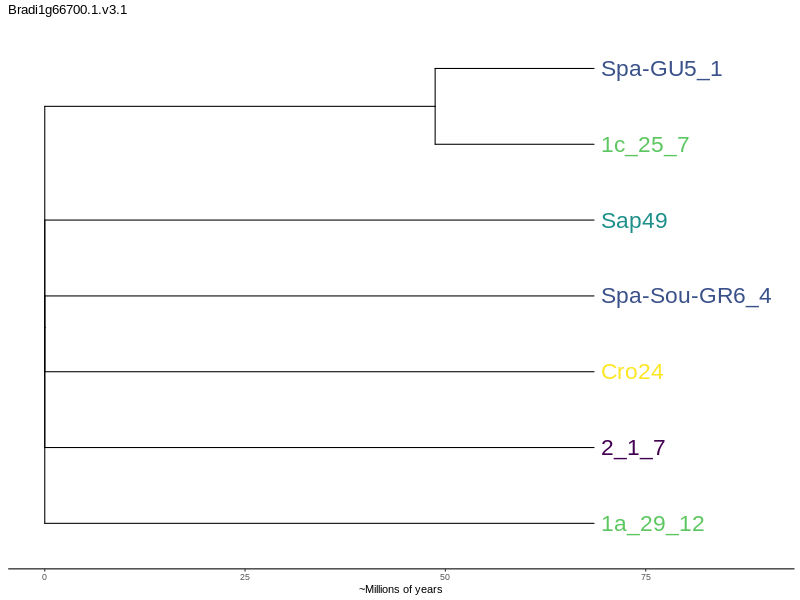 Bradi1g66700.1.v3.1
Spa-GU5_1
1c_25_7
Sap49
Spa-Sou-GR6_4
Cro24
2_1_7
1a_29_12
0 25 50 75
~Millions of years